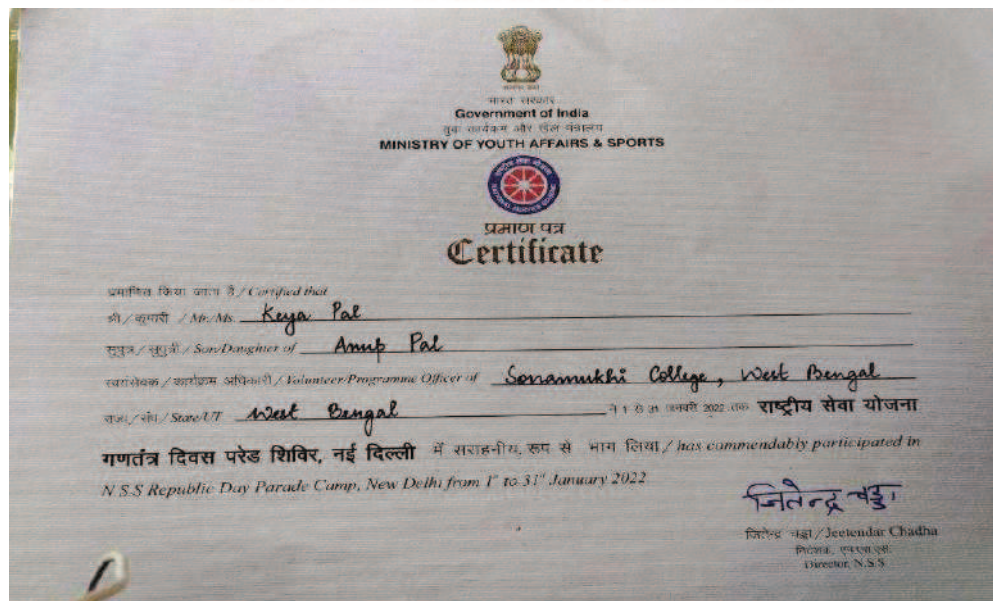 भारत सरकार
Government of India
युवा कार्यक्रम और खेल मंत्रालय
MINISTRY OF YOUTH AFFAIRS & SPORTS
राष्ट्रीय सेवा योजना
NATIONAL SERVICE SCHEME
प्रमाण पत्र
Certificate
प्रमाणित किया जाता है / Certified that
श्री / कुमारी / Mr./Ms. Keya Pal
सुपुत्र / सुपुत्री / Son/Daughter of Anup Pal
स्वयंसेवक / कार्यक्रम अधिकारी / Volunteer/Programme Officer of Sonamukhi College, West Bengal
राज्य / संघ / State/UT West Bengal ने 1 से 31 जनवरी 2022 तक राष्ट्रीय सेवा योजना
गणतंत्र दिवस परेड शिविर, नई दिल्ली में सराहनीय रूप से भाग लिया / has commendably participated in
N.S.S Republic Day Parade Camp, New Delhi from 1st to 31st January 2022
जितेन्द्र चड्ढा
जितेन्द्र चड्ढा / Jeetendar Chadha
निदेशक, एन.एस.एस.
Director, N.S.S